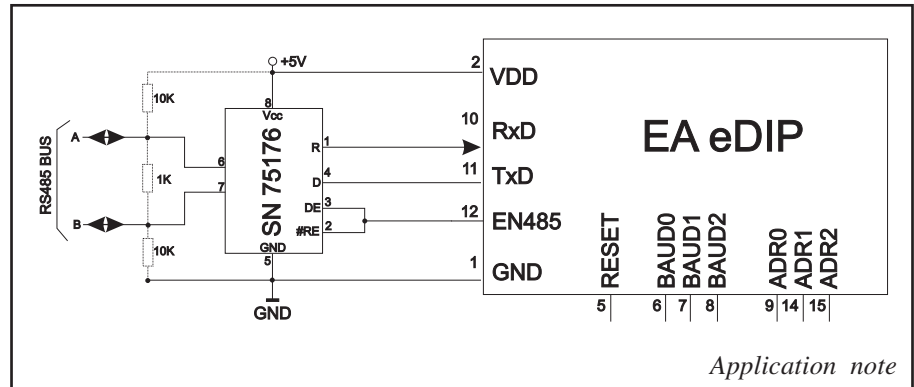 +5V
2
VDD
10K
8
Vcc
10
RxD
EA eDIP
A
R
1
11
TxD
RS485 BUS
1K
6
7
SN 75176
D
4
DE
3
12
EN485
B
#RE
2
10K
GND
5
1
GND
GND
RESET
BAUD0
BAUD1
BAUD2
ADR0
ADR1
ADR2
5
6
7
8
9
14
15
Application note